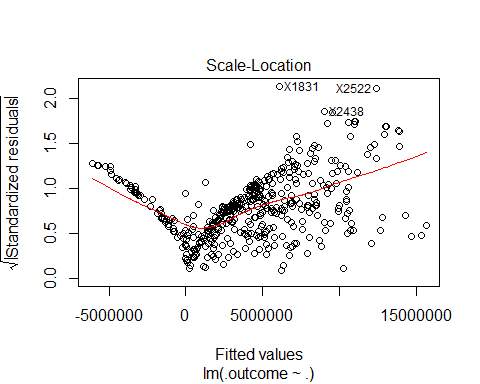 Scale-Location
√|Standardized residuals|
2.0
1.5
1.0
0.5
0.0
X1831
X2522
X2438
-5000000 0 5000000 15000000
Fitted values
lm(.outcome ~ .)